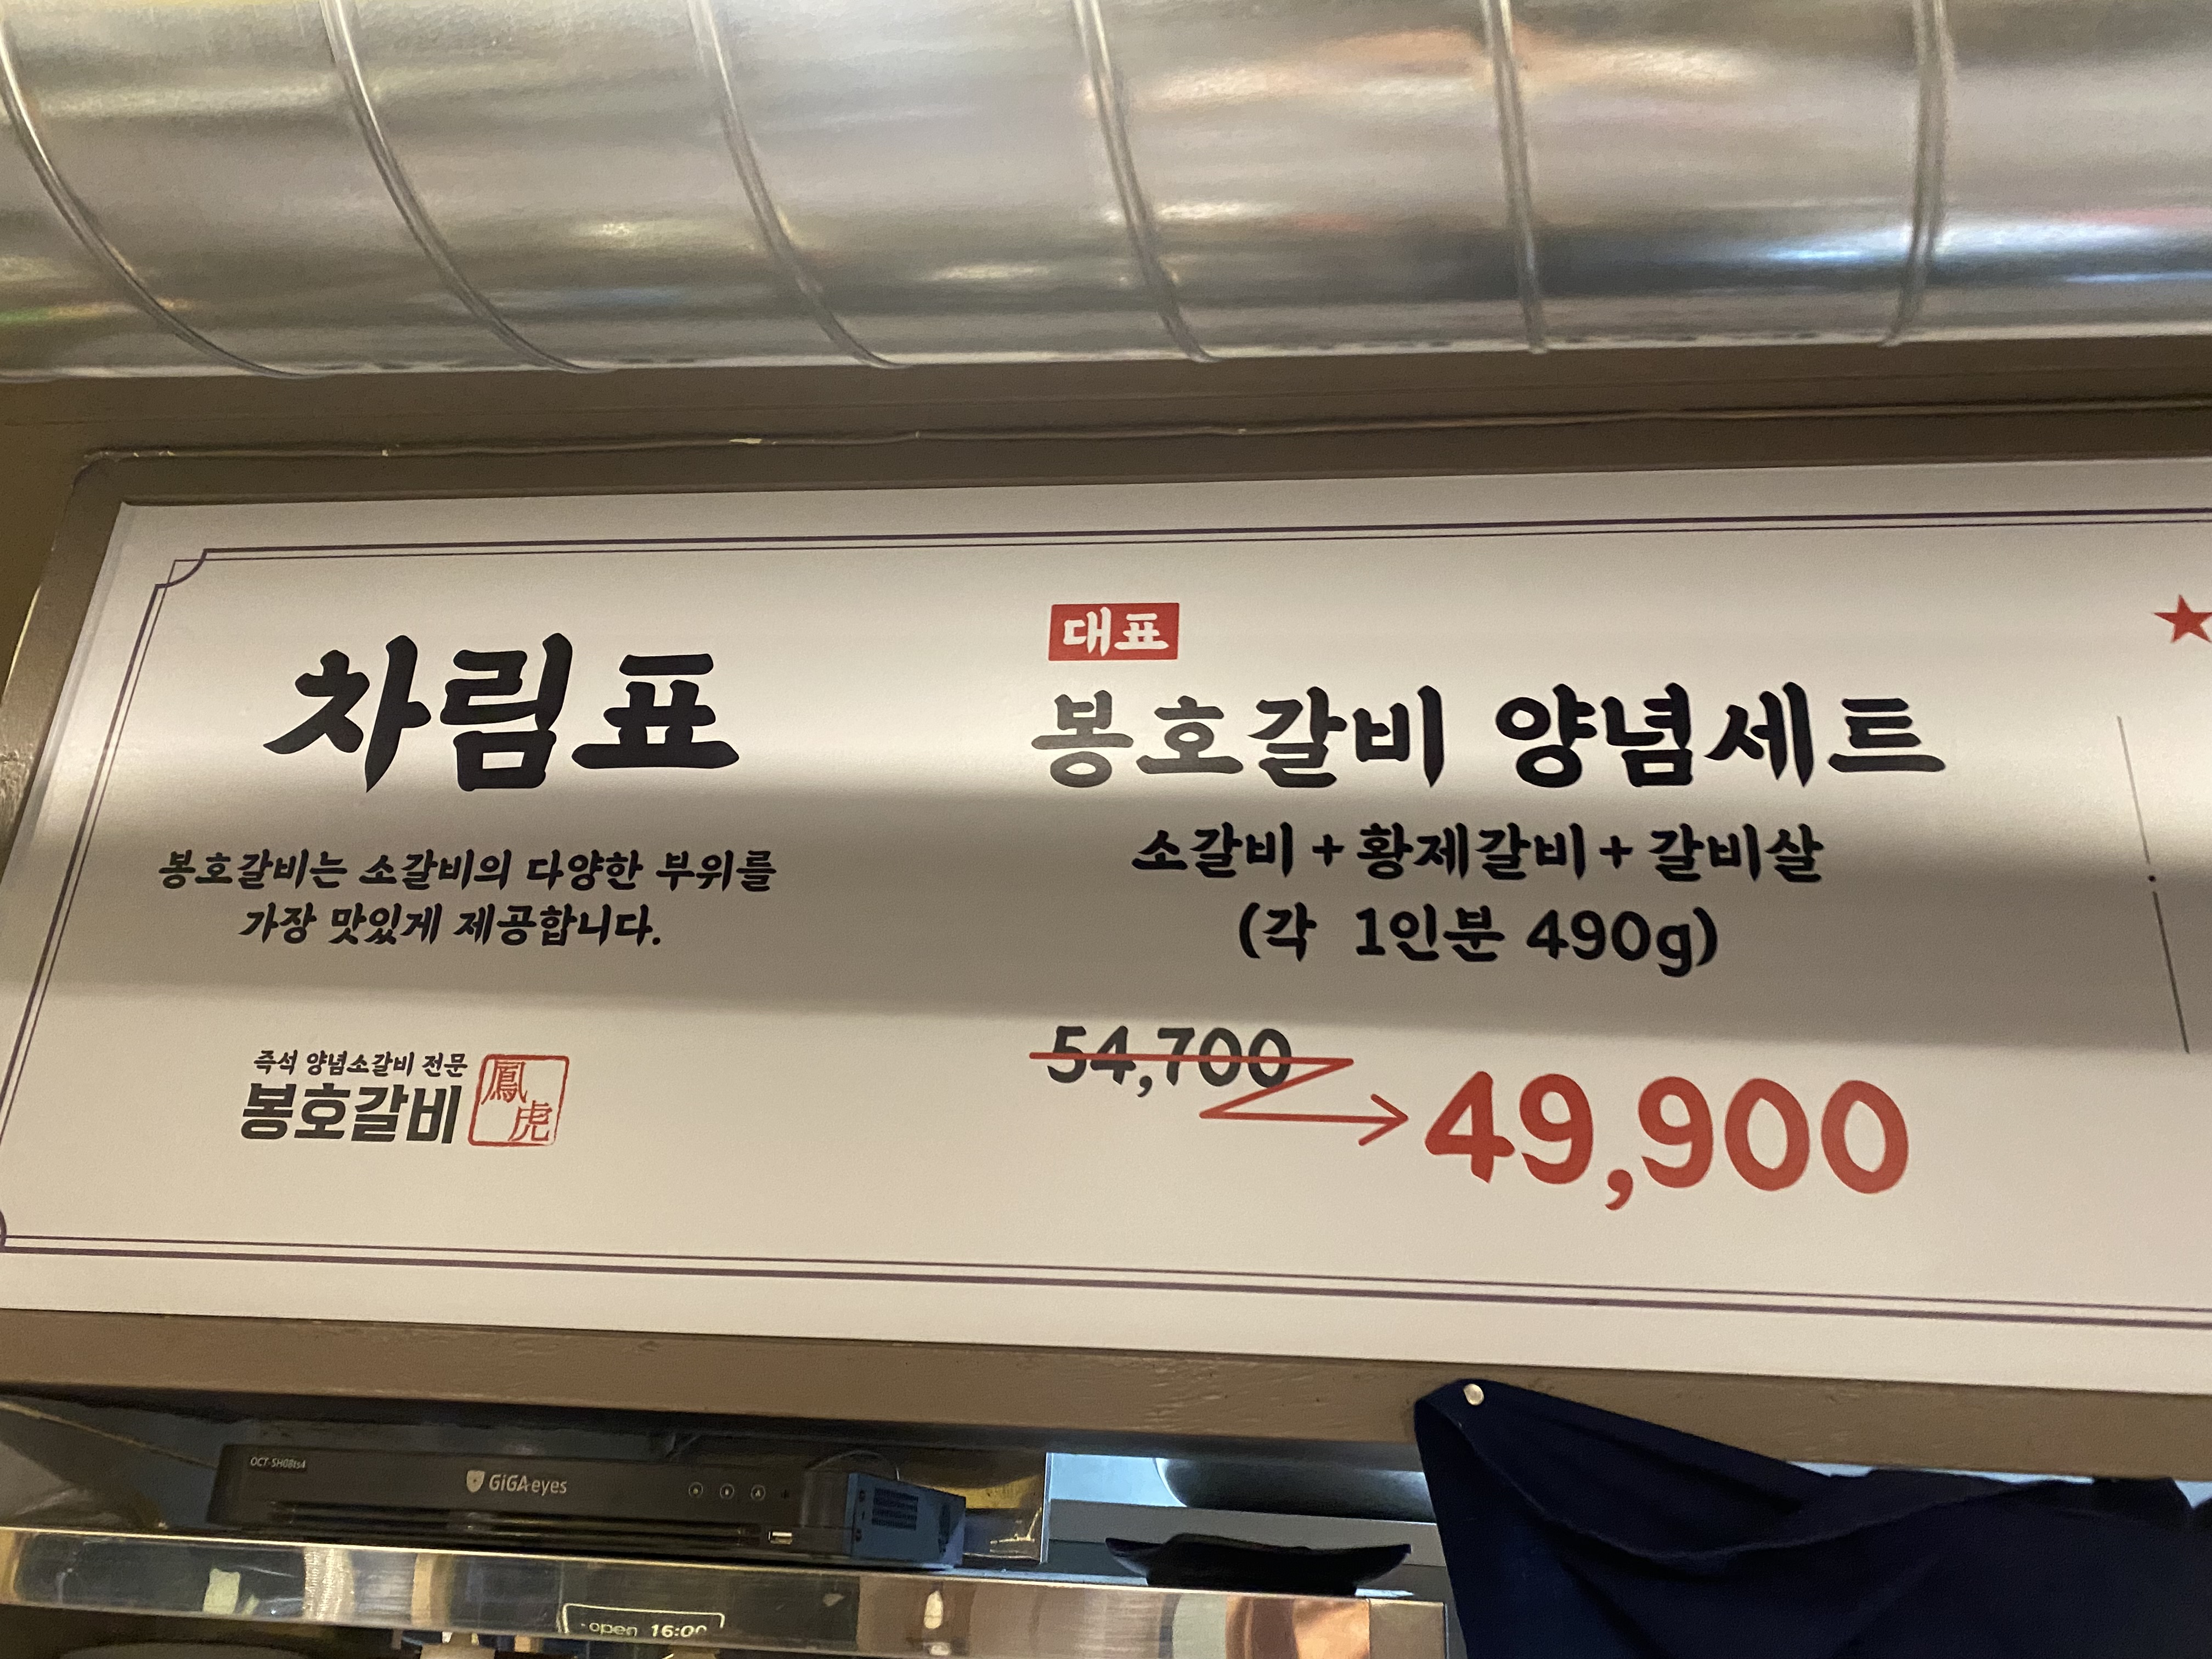 차림표
봉호갈비는 소갈비의 다양한 부위를
가장 맛있게 제공합니다.
즉석 양념소갈비 전문
봉호갈비
鳳
虎
대표
봉호갈비 양념세트
소갈비 + 황제갈비 + 갈비살
(각 1인분 490g)
54,700
49,900
OCT-SH08ts4
GiGAeyes
open 16:00